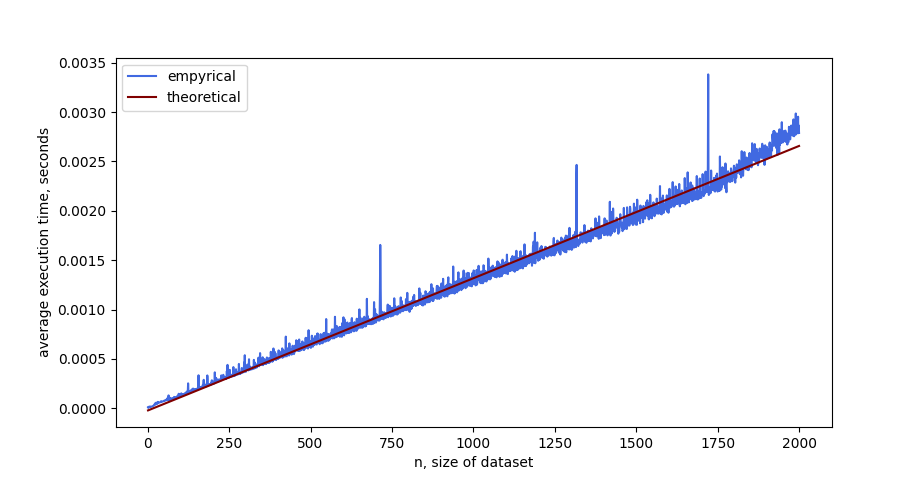 empyrical
theoretical
average execution time, seconds
0.0035
0.0030
0.0025
0.0020
0.0015
0.0010
0.0005
0.0000
0 250 500 750 1000 1250 1500 1750 2000
n, size of dataset